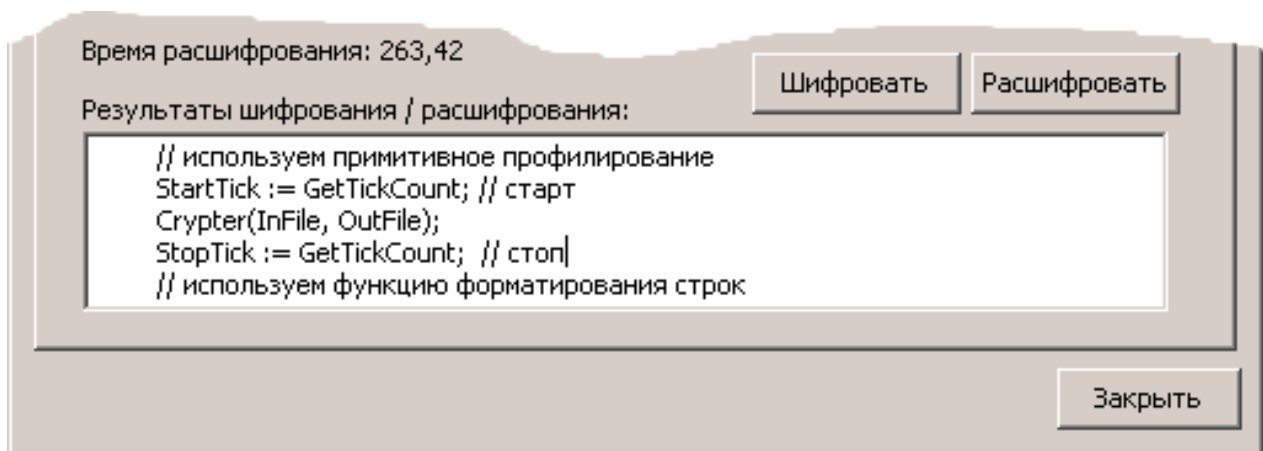 Время расшифрования: 263,42
Шифровать
Расшифровать
Результаты шифрования / расшифрования:
// используем примитивное профилирование
StartTick := GetTickCount; // старт
Crypter(InFile, OutFile);
StopTick := GetTickCount;  // стоп
// используем функцию форматирования строк
Закрыть